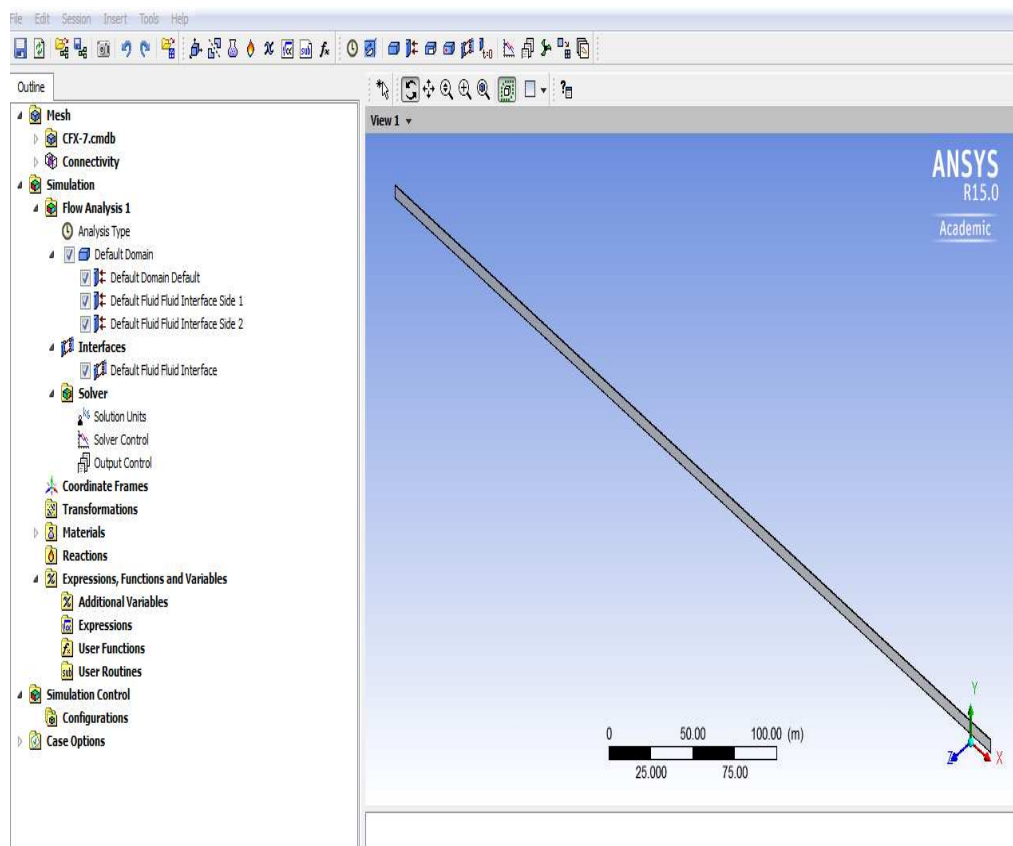 File Edit Session Insert Tools Help
Outline
Mesh
CFX-7.cmdb
Connectivity
Simulation
Flow Analysis 1
Analysis Type
Default Domain
Default Domain Default
Default Fluid Fluid Interface Side 1
Default Fluid Fluid Interface Side 2
Interfaces
Default Fluid Fluid Interface
Solver
Solution Units
Solver Control
Output Control
Coordinate Frames
Transformations
Materials
Reactions
Expressions, Functions and Variables
Additional Variables
Expressions
User Functions
User Routines
Simulation Control
Configurations
Case Options
View 1
ANSYS
R15.0
Academic
0 50.00 100.00 (m)
25.000 75.00
Y
Z X